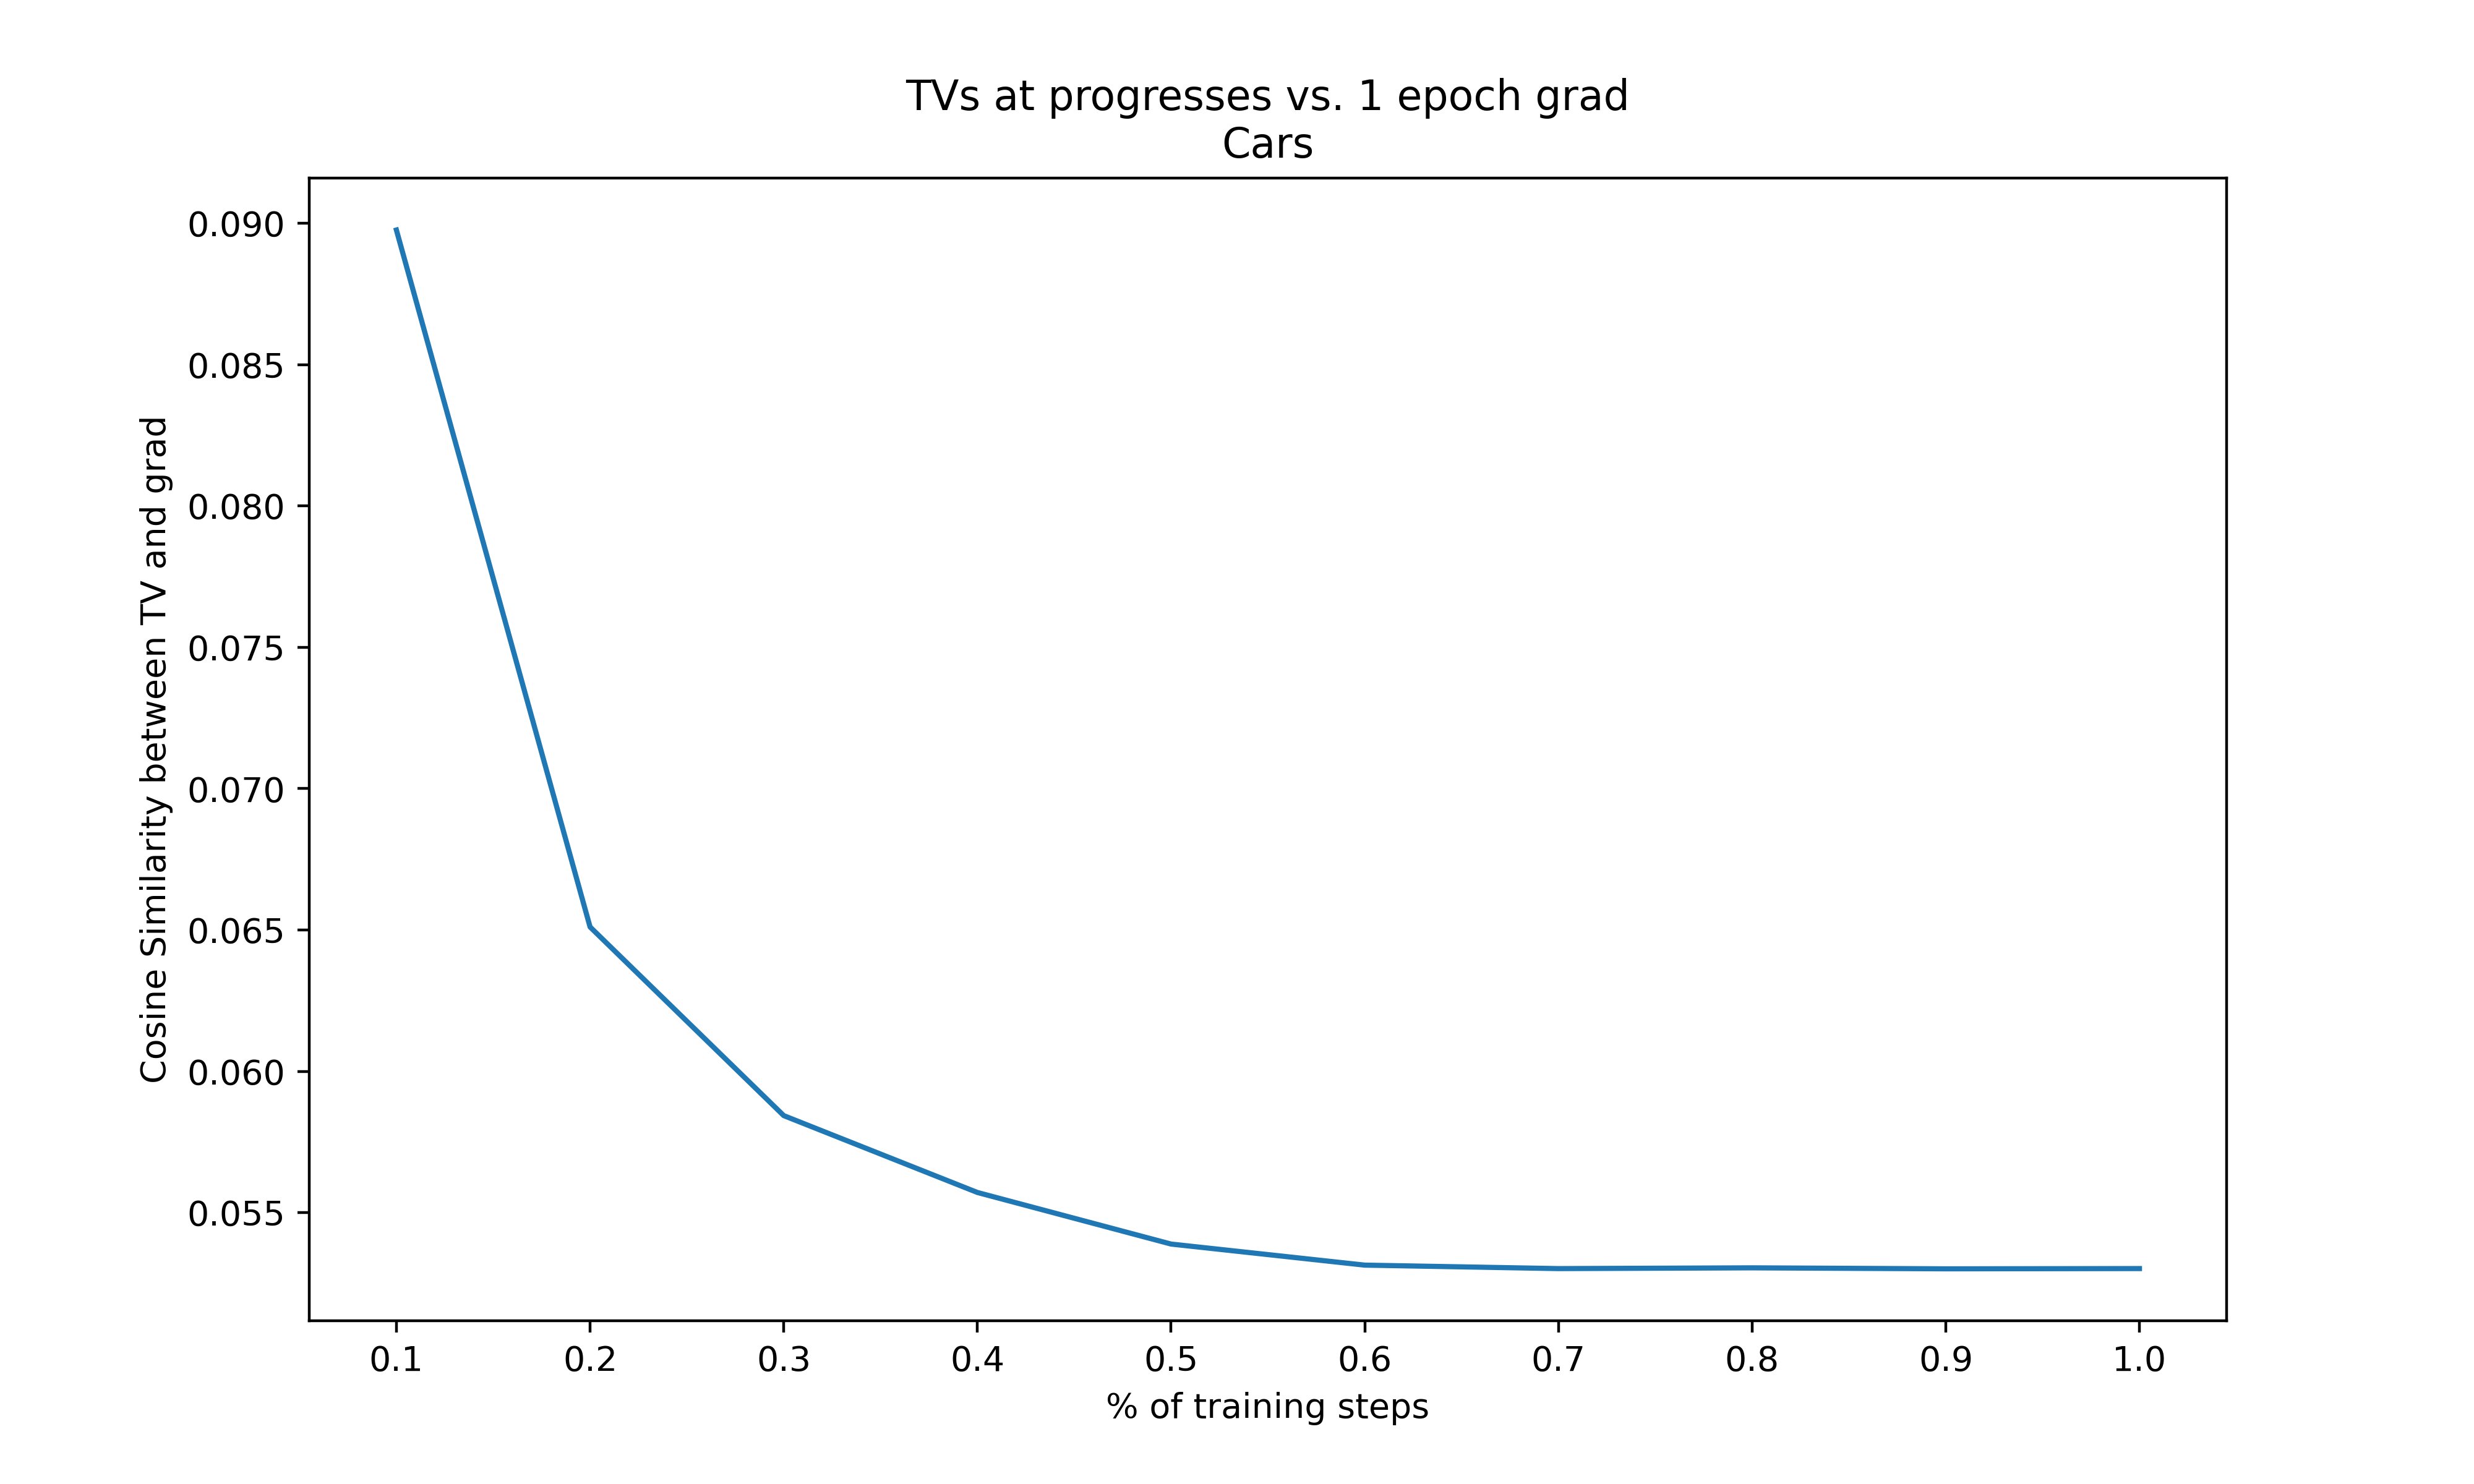 TVs at progresses vs. 1 epoch grad
Cars
Cosine Similarity between TV and grad
0.090
0.085
0.080
0.075
0.070
0.065
0.060
0.055
0.1 0.2 0.3 0.4 0.5 0.6 0.7 0.8 0.9 1.0
% of training steps